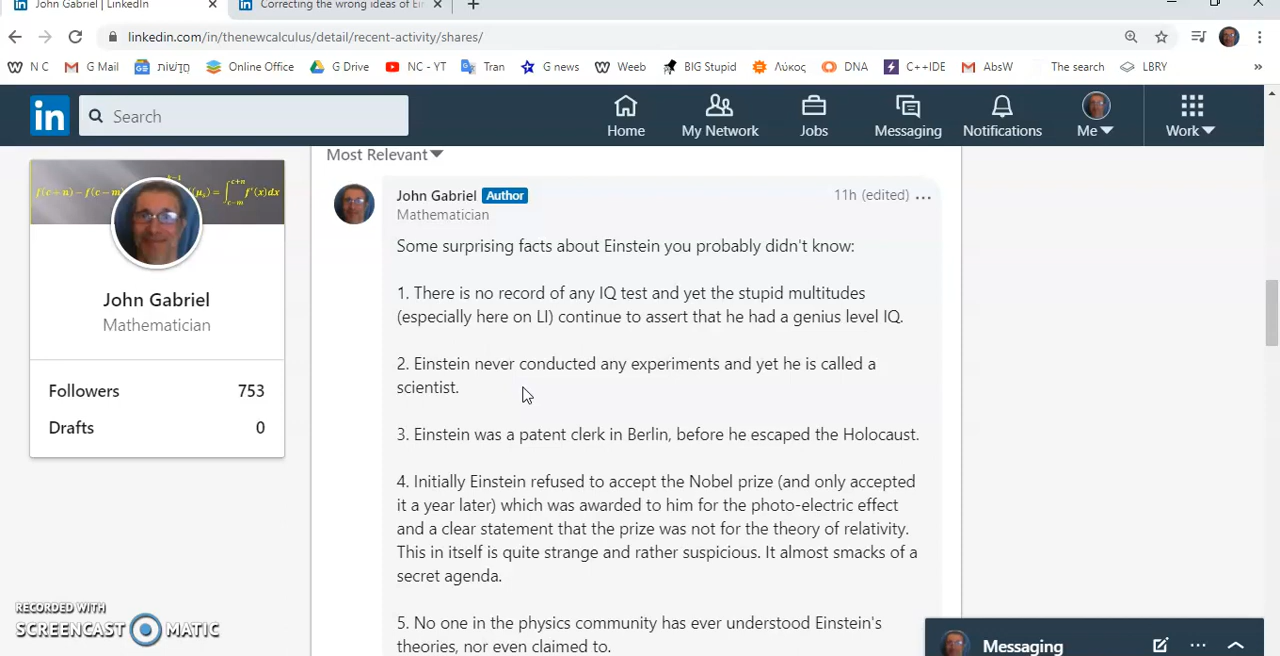 John Gabriel | LinkedIn
Correcting the wrong ideas of Ei
linkedin.com/in/thenewcalculus/detail/recent-activity/shares/
N C
G Mail
חֲדָשׁוֹת
Online Office
G Drive
NC - YT
Tran
G news
Weeb
BIG Stupid
Λύκος
DNA
C++IDE
AbsW
The search
LBRY
»
in
Search
Home
My Network
Jobs
Messaging
Notifications
Me
Work
John Gabriel
Mathematician
Followers 753
Drafts 0
Most Relevant
John Gabriel Author 11h (edited) ...
Mathematician
Some surprising facts about Einstein you probably didn't know:
1. There is no record of any IQ test and yet the stupid multitudes
(especially here on LI) continue to assert that he had a genius level IQ.
2. Einstein never conducted any experiments and yet he is called a
scientist.
3. Einstein was a patent clerk in Berlin, before he escaped the Holocaust.
4. Initially Einstein refused to accept the Nobel prize (and only accepted
it a year later) which was awarded to him for the photo-electric effect
and a clear statement that the prize was not for the theory of relativity.
This in itself is quite strange and rather suspicious. It almost smacks of a
secret agenda.
5. No one in the physics community has ever understood Einstein's
theories, nor even claimed to.
RECORDED WITH
SCREENCAST MATIC
Messaging